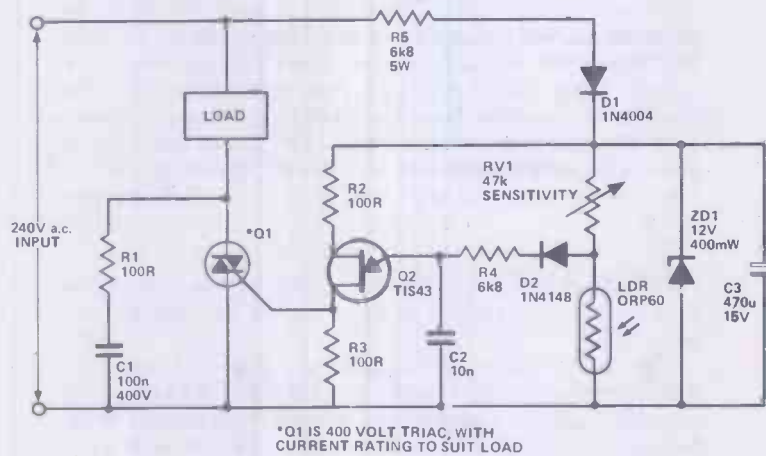 R5
6k8
5W
D1
1N4004
LOAD
R2
100R
RV1
47k
SENSITIVITY
240V a.c.
INPUT
R1
100R
*Q1
ZD1
12V
400mW
Q2
TIS43
R4
6k8
D2
1N4148
LDR
ORP60
C3
470u
15V
C1
100n
400V
R3
100R
C2
10n
*Q1 IS 400 VOLT TRIAC, WITH
CURRENT RATING TO SUIT LOAD